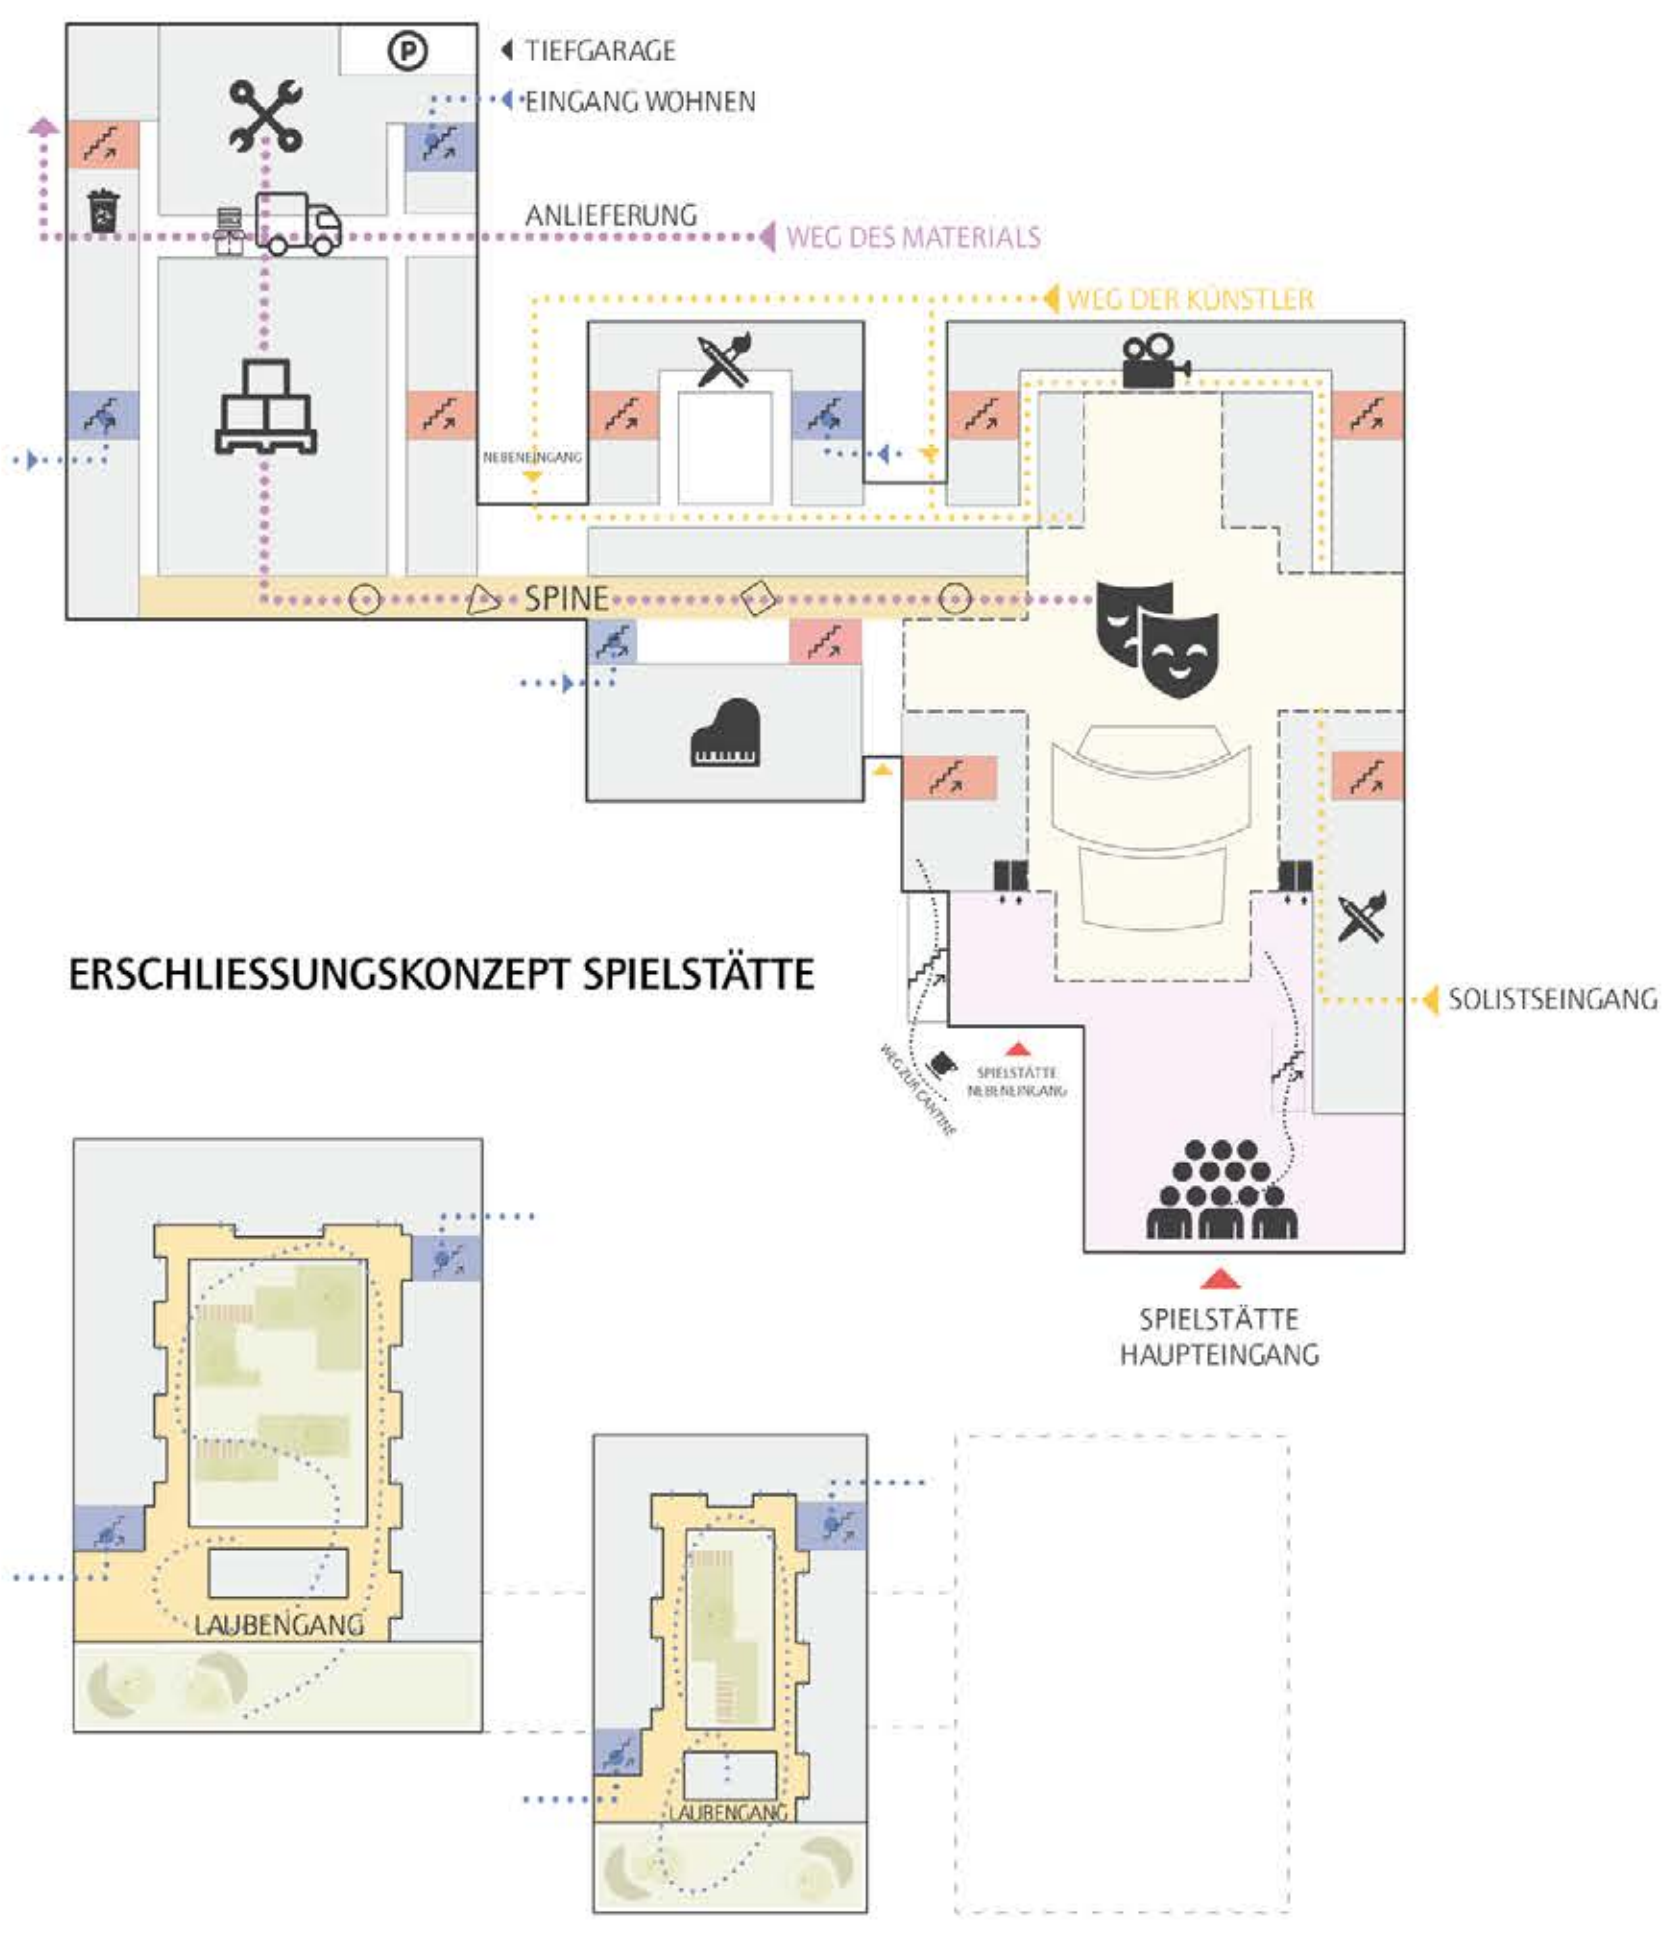 P
TIEFGARAGE
EINGANG WOHNEN
ANLIEFERUNG
WEG DES MATERIALS
WEG DER KÜNSTLER
NEBENEINGANG
SPINE
ERSCHLIESSUNGSKONZEPT SPIELSTÄTTE
SOLISTSEINGANG
WEG ZUR CANTINE
SPIELSTÄTTE
NEBENEINGANG
SPIELSTÄTTE
HAUPTEINGANG
LAUBENGANG
LAUBENGANG